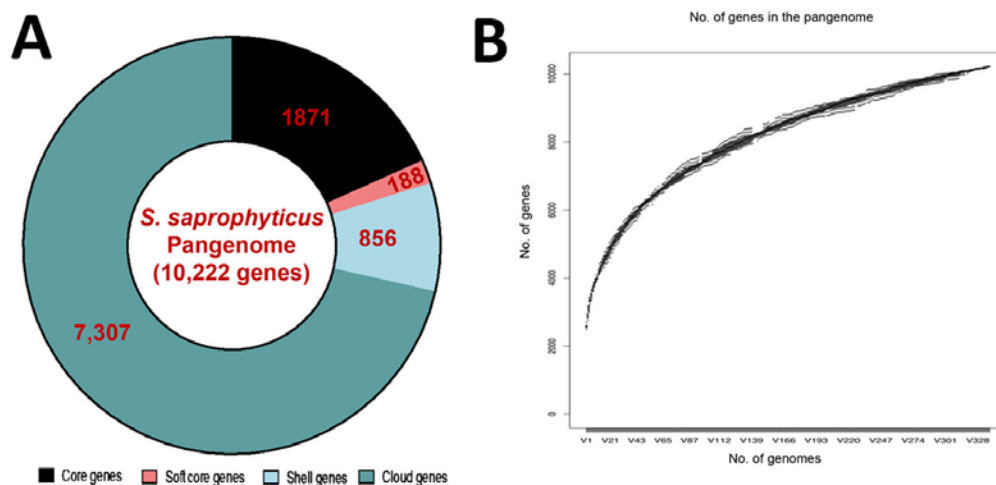 A
1871
188
856
S. saprophyticus
Pangenome
(10,222 genes)
7,307
Core genes
Soft core genes
Shell genes
Cloud genes
B
No. of genes in the pangenome
No. of genes
10000
8000
6000
4000
2000
0
V1 V21 V43 V65 V87 V112 V139 V166 V193 V220 V247 V274 V301 V328
No. of genomes